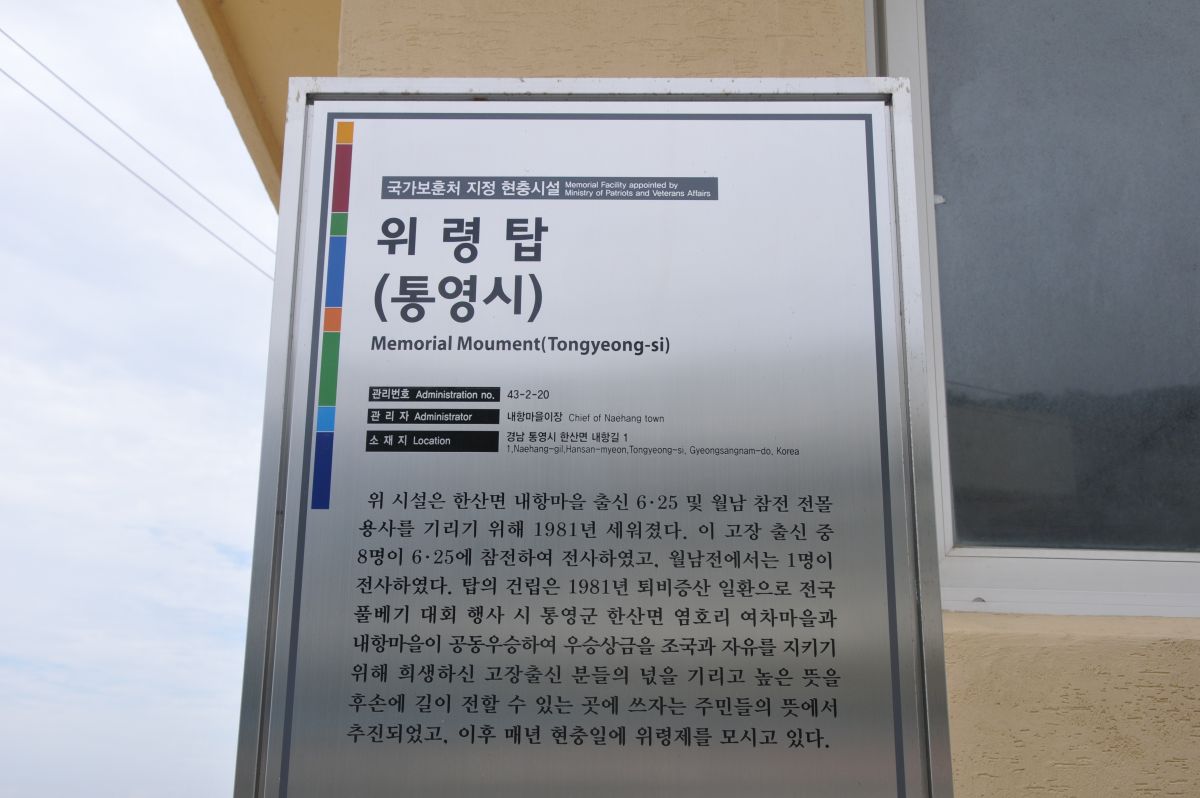 국가보훈처 지정 현충시설 Memorial Facility appointed by
Ministry of Patriots and Veterans Affairs
위 령 탑
(통영시)
Memorial Moument(Tongyeong-si)
관리번호 Administration no. 43-2-20
관 리 자 Administrator 내항마을이장 Chief of Naehang town
소 재 지 Location 경남 통영시 한산면 내항길 1
1,Naehang-gil,Hansan-myeon,Tongyeong-si, Gyeongsangnam-do, Korea
위 시설은 한산면 내항마을 출신 6·25 및 월남 참전 전몰
용사를 기리기 위해 1981년 세워졌다. 이 고장 출신 중
8명이 6·25에 참전하여 전사하였고, 월남전에서는 1명이
전사하였다. 탑의 건립은 1981년 퇴비증산 일환으로 전국
풀베기 대회 행사 시 통영군 한산면 염호리 여차마을과
내항마을이 공동우승하여 우승상금을 조국과 자유를 지키기
위해 희생하신 고장출신 분들의 넋을 기리고 높은 뜻을
후손에 길이 전할 수 있는 곳에 쓰자는 주민들의 뜻에서
추진되었고, 이후 매년 현충일에 위령제를 모시고 있다.